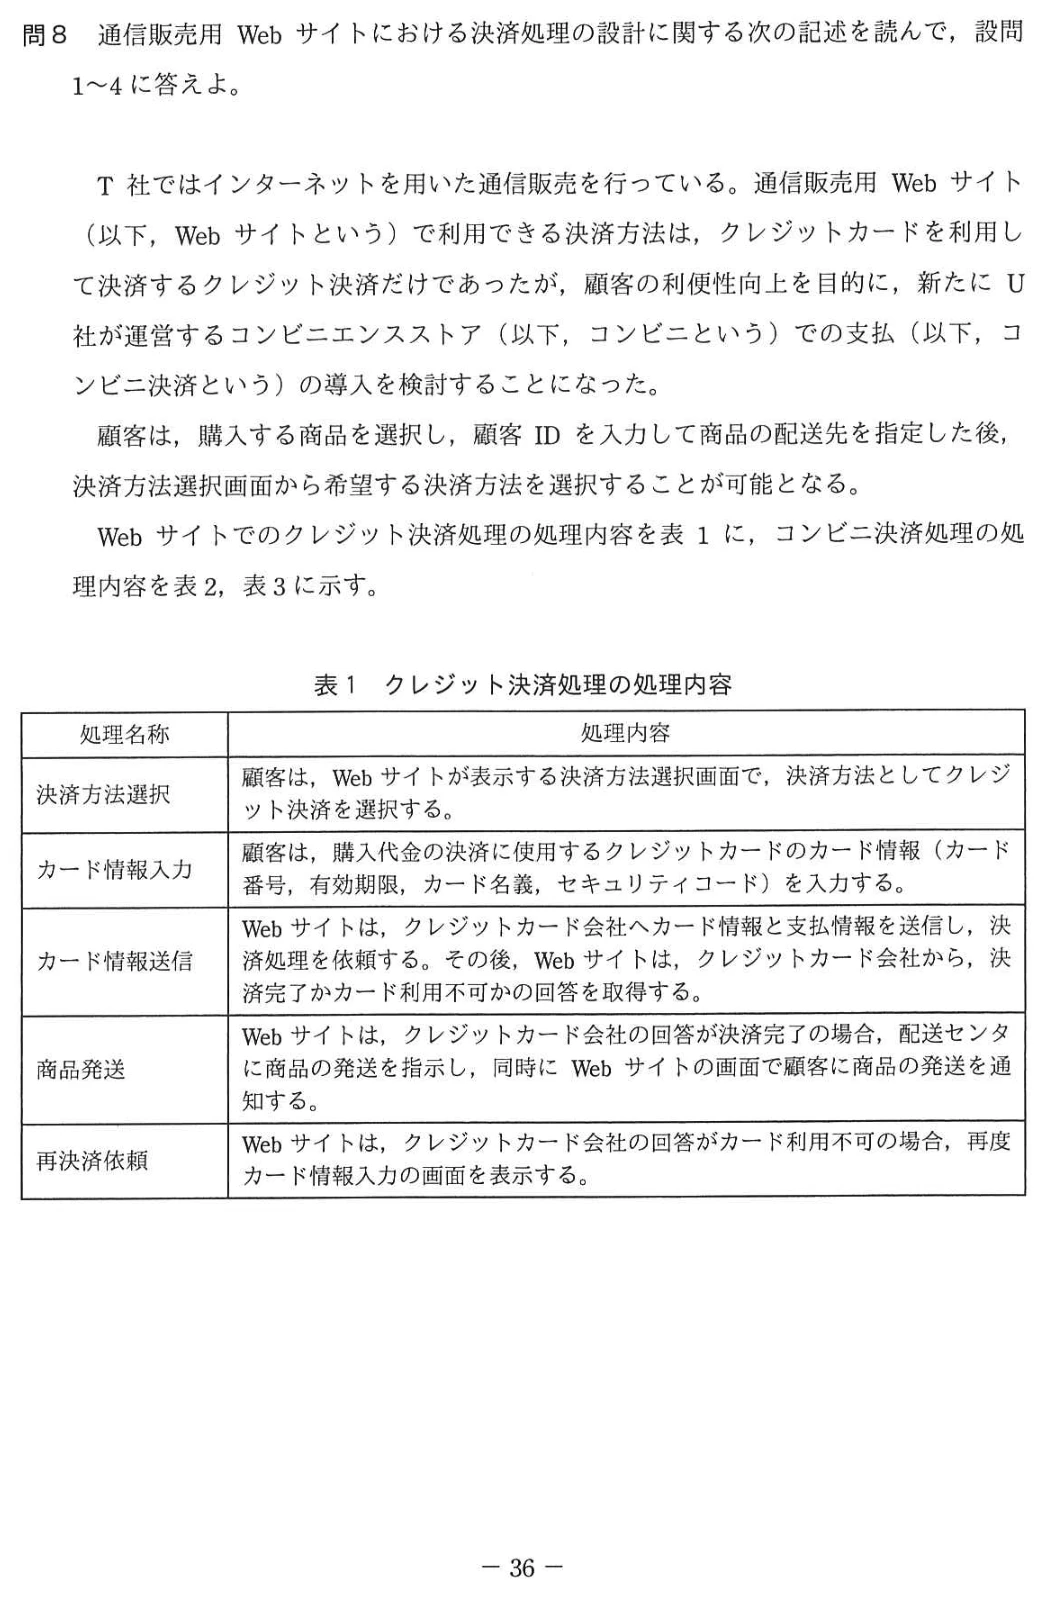 問8 通信販売用 Web サイトにおける決済処理の設計に関する次の記述を読んで，設問
1～4 に答えよ。
T 社ではインターネットを用いた通信販売を行っている。通信販売用 Web サイト
（以下，Web サイトという）で利用できる決済方法は，クレジットカードを利用し
て決済するクレジット決済だけであったが，顧客の利便性向上を目的に，新たに U
社が運営するコンビニエンスストア（以下，コンビニという）での支払（以下，コ
ンビニ決済という）の導入を検討することになった。
顧客は，購入する商品を選択し，顧客 ID を入力して商品の配送先を指定した後，
決済方法選択画面から希望する決済方法を選択することが可能となる。
Web サイトでのクレジット決済処理の処理内容を表 1 に，コンビニ決済処理の処
理内容を表 2，表 3 に示す。
表1 クレジット決済処理の処理内容
処理名称 処理内容
決済方法選択
顧客は，Web サイトが表示する決済方法選択画面で，決済方法としてクレジ
ット決済を選択する。
カード情報入力
顧客は，購入代金の決済に使用するクレジットカードのカード情報（カード
番号，有効期限，カード名義，セキュリティコード）を入力する。
カード情報送信
Web サイトは，クレジットカード会社へカード情報と支払情報を送信し，決
済処理を依頼する。その後，Web サイトは，クレジットカード会社から，決
済完了かカード利用不可かの回答を取得する。
商品発送
Web サイトは，クレジットカード会社の回答が決済完了の場合，配送センタ
に商品の発送を指示し，同時に Web サイトの画面で顧客に商品の発送を通
知する。
再決済依頼
Web サイトは，クレジットカード会社の回答がカード利用不可の場合，再度
カード情報入力の画面を表示する。
－ 36 －